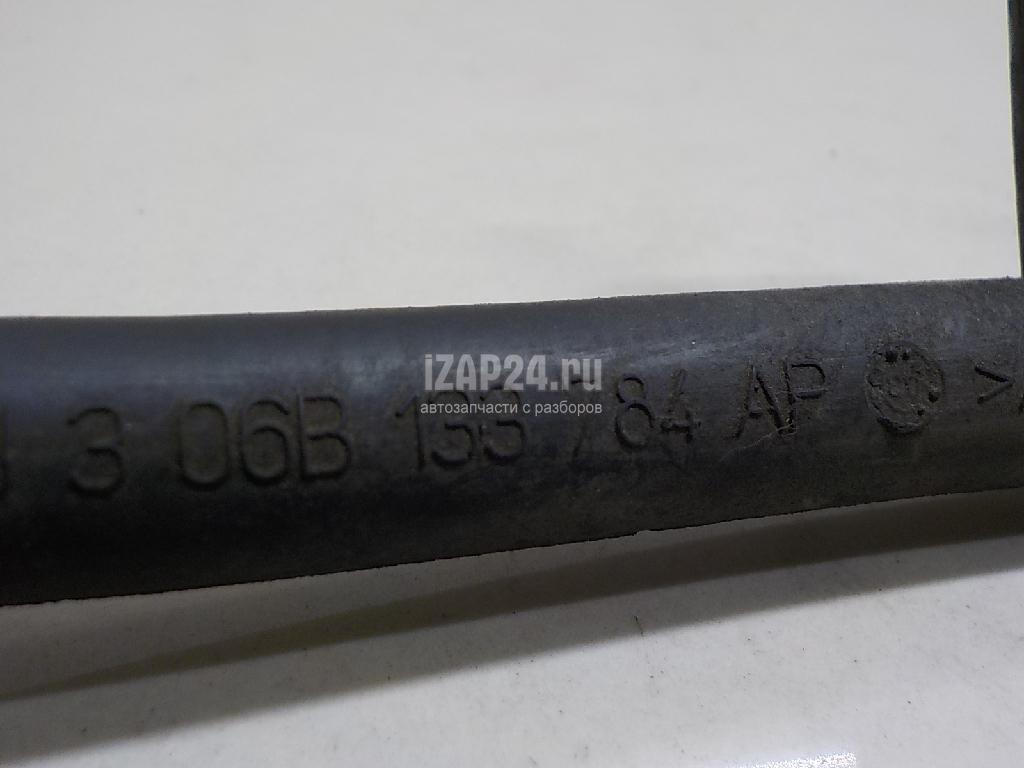 iZAP24.ru
автозапчасти с разборов
3 06B 133 784 AP >